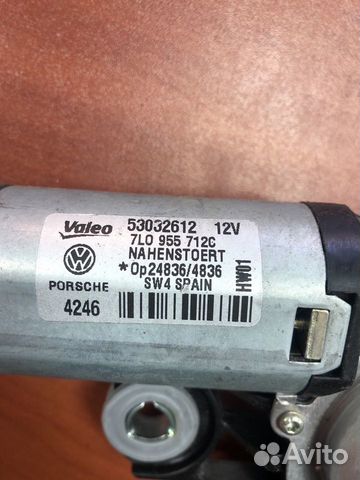 Valeo 53032612 12V
7L0 955 712C
NAHENSTOERT
*Op24836/4836
PORSCHE SW4 SPAIN
4246
HW01
Avito